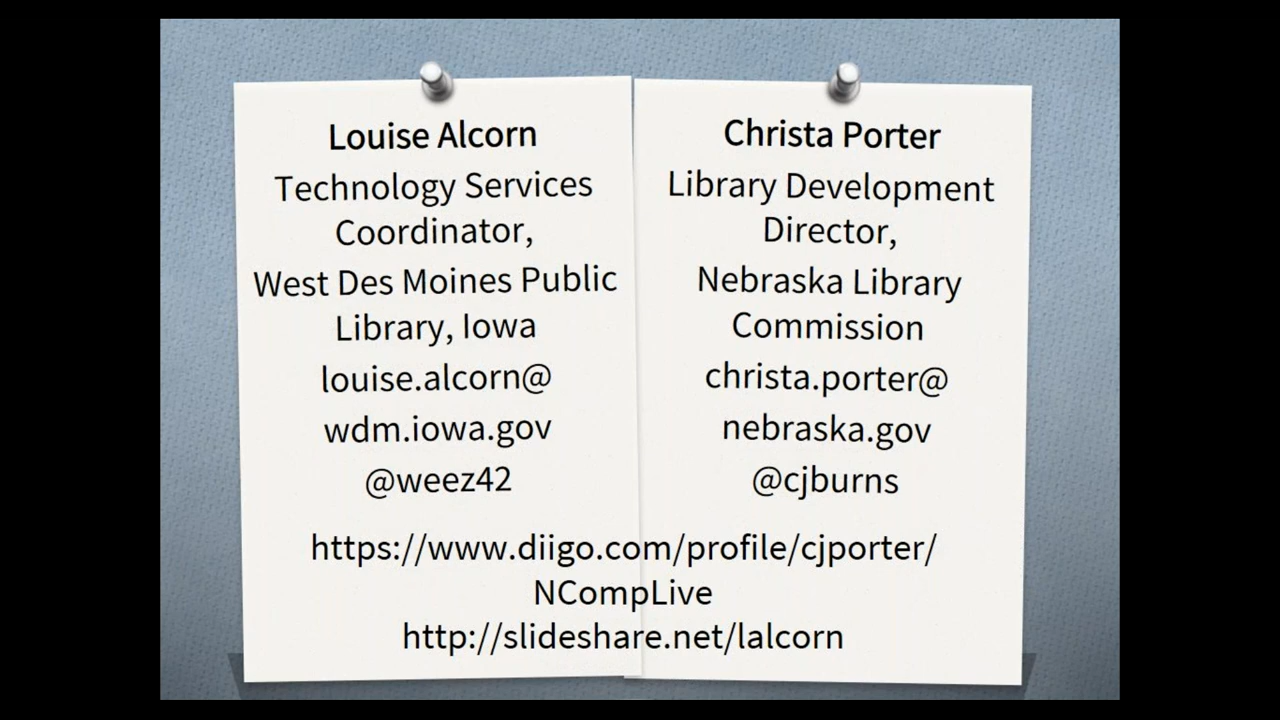 Louise Alcorn
Technology Services
Coordinator,
West Des Moines Public
Library, Iowa
louise.alcorn@
wdm.iowa.gov
@weez42
Christa Porter
Library Development
Director,
Nebraska Library
Commission
christa.porter@
nebraska.gov
@cjburns
https://www.diigo.com/profile/cjporter/
NCompLive
http://slideshare.net/lalcorn